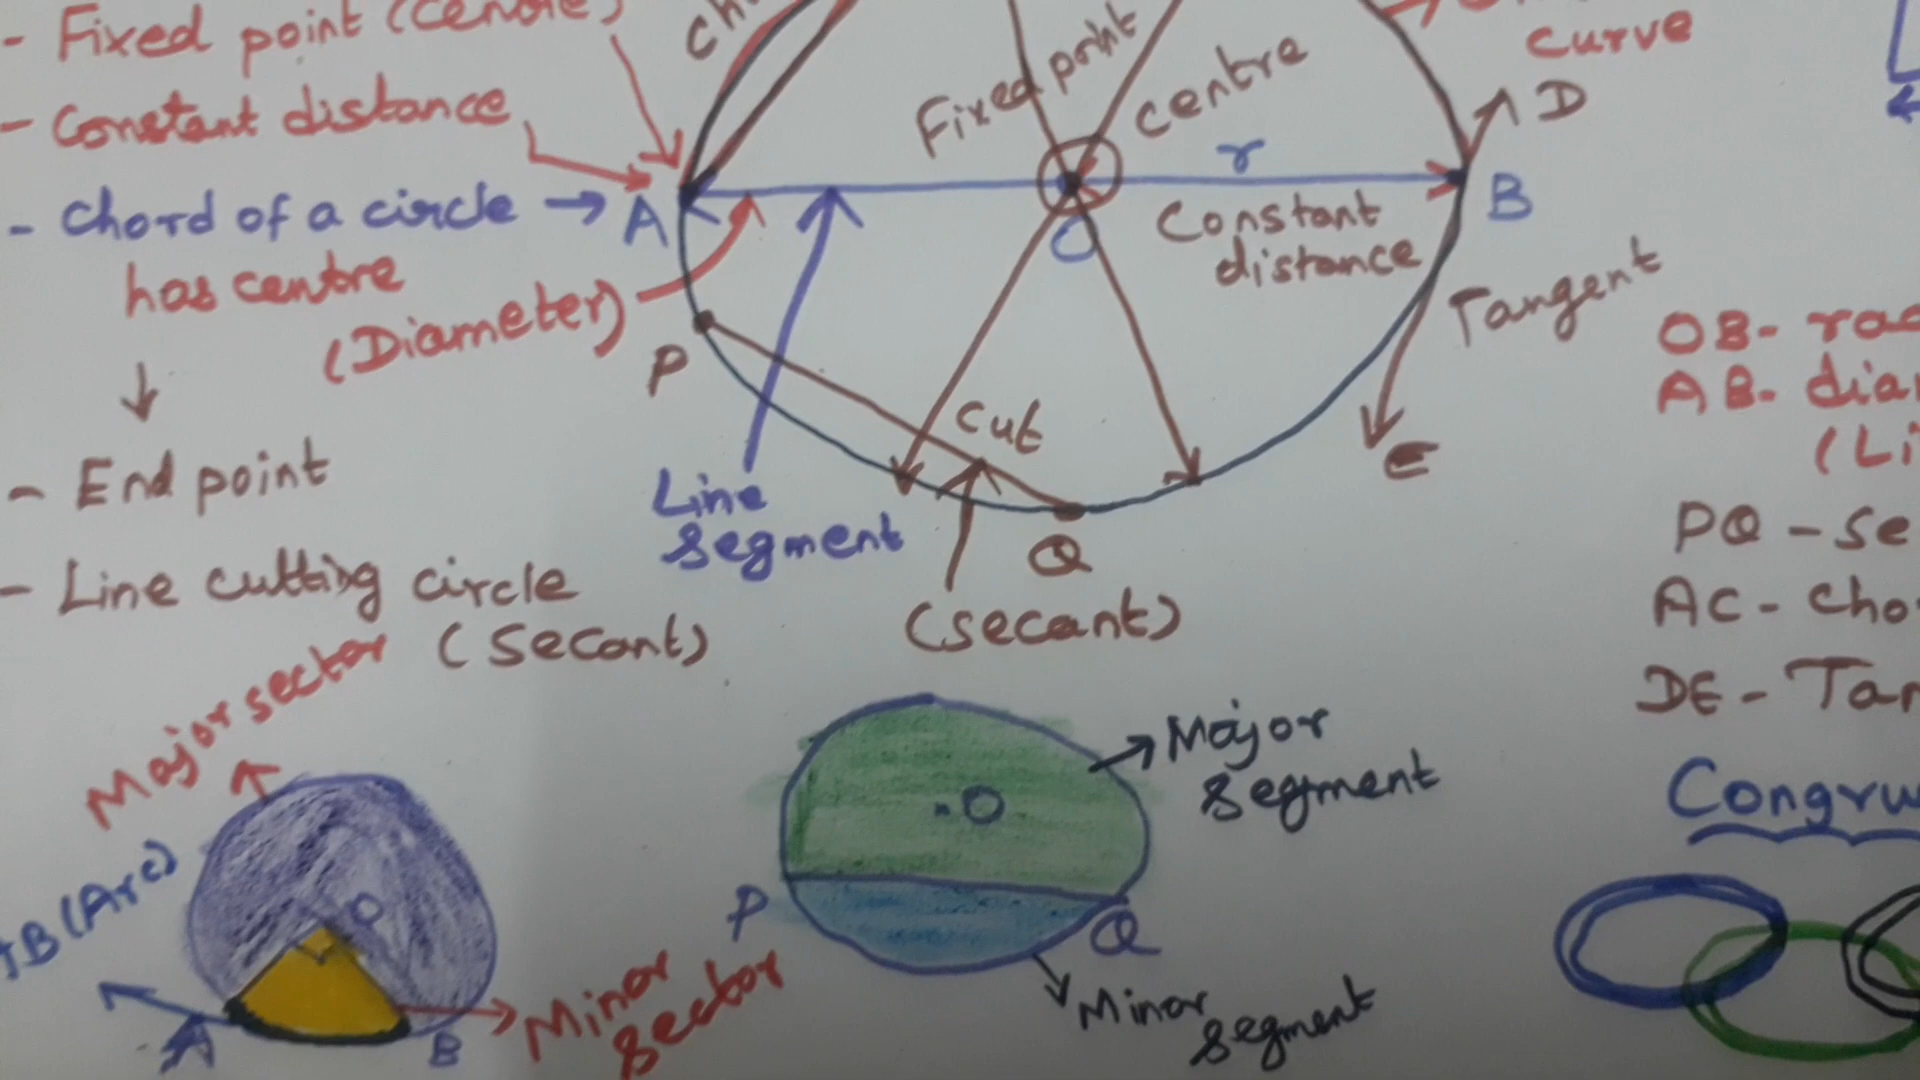 - Fixed point (Centre)
- Constant distance
- Chord of a circle →
has centre
(Diameter)
- End point
- Line cutting circle
(Secant)
Fixed point
Centre
r
Constant
distance
curve
A
B
O
D
E
P
Q
Tangent
cut
Line
segment
(secant)
OB-
AB-
PQ -
AC -
DE -
Major sector
(Arc)
O
A
B
Minor
sector
Major
segment
.O
P
Q
Minor
segment